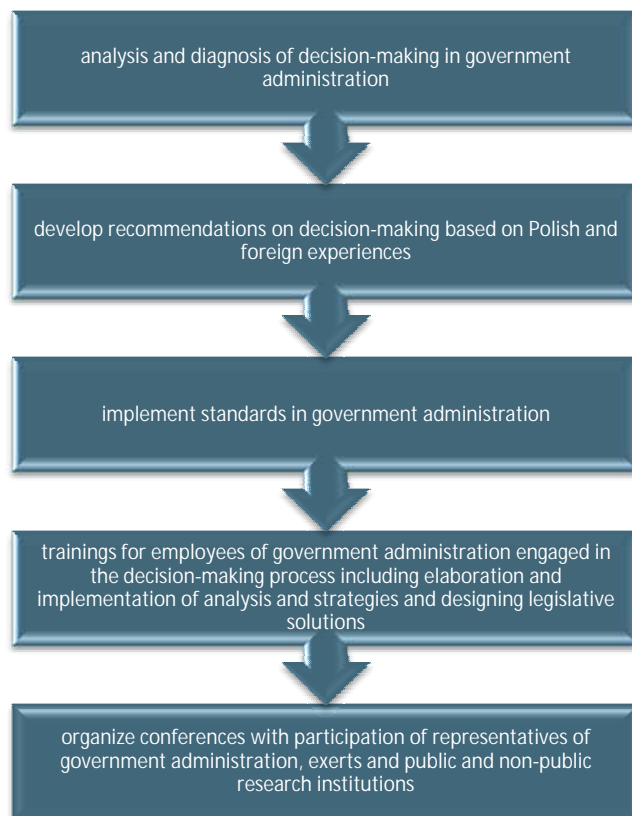 analysis and diagnosis of decision-making in government
administration
develop recommendations on decision-making based on Polish and
foreign experiences
implement standards in government administration
trainings for employees of government administration engaged in
the decision-making process including elaboration and
implementation of analysis and strategies and designing legislative
solutions
organize conferences with participation of representatives of
government administration, exerts and public and non-public
research institutions